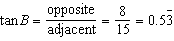 tan B = opposite/adjacent = 8/15 = 0.53̅